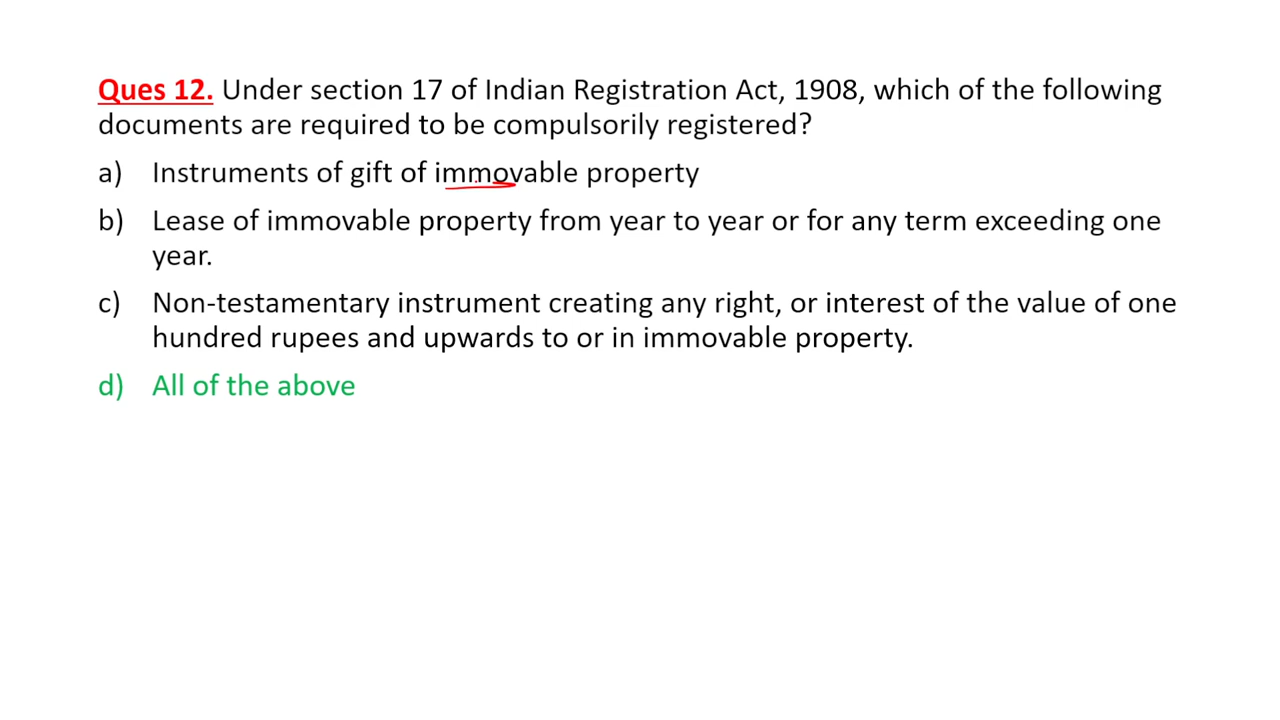 Ques 12. Under section 17 of Indian Registration Act, 1908, which of the following
documents are required to be compulsorily registered?
a) Instruments of gift of immovable property
b) Lease of immovable property from year to year or for any term exceeding one
year.
c) Non-testamentary instrument creating any right, or interest of the value of one
hundred rupees and upwards to or in immovable property.
d) All of the above